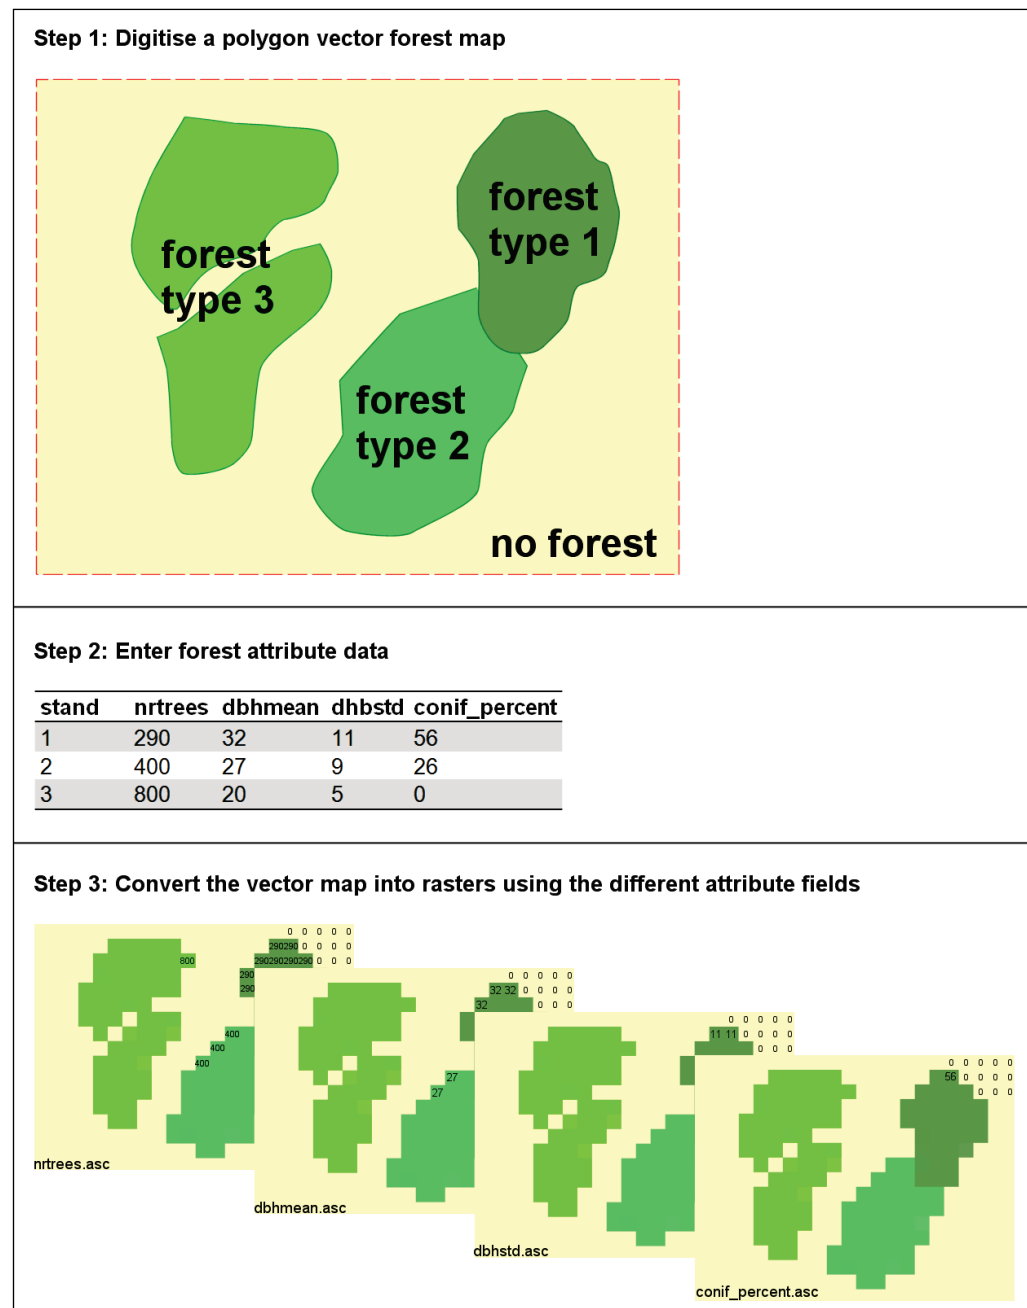 Step 1: Digitise a polygon vector forest map
forest
type 1
forest
type 3
forest
type 2
no forest
Step 2: Enter forest attribute data
stand nrtrees dbhmean dhbstd conif_percent
1 290 32 11 56
2 400 27 9 26
3 800 20 5 0
Step 3: Convert the vector map into rasters using the different attribute fields
0 0 0 0 0
290290 0 0 0 0
800 290290290290 0 0 0
290
290
400
400
400
nrtrees.asc
0 0 0 0 0
32 32 0 0 0 0
32 0 0 0
27
27
dbhmean.asc
0 0 0 0 0
11 11 0 0 0 0
0 0 0
dbhstd.asc
0 0 0 0 0
56 0 0 0 0
0 0 0
conif_percent.asc